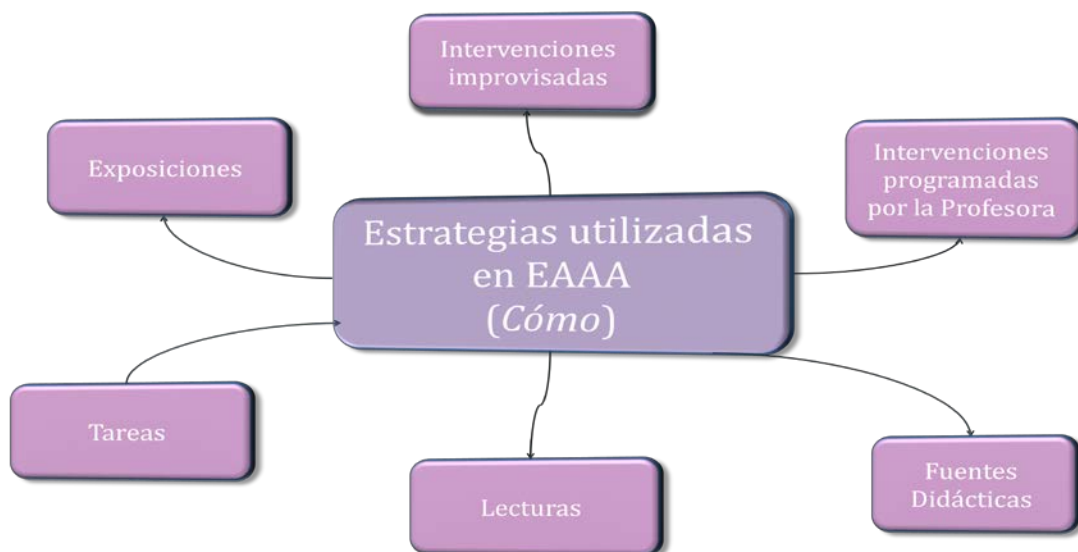 Intervenciones
improvisadas
Exposiciones
Intervenciones
programadas
por la Profesora
Estrategias utilizadas
en EAAA
(Cómo)
Tareas
Lecturas
Fuentes
Didácticas